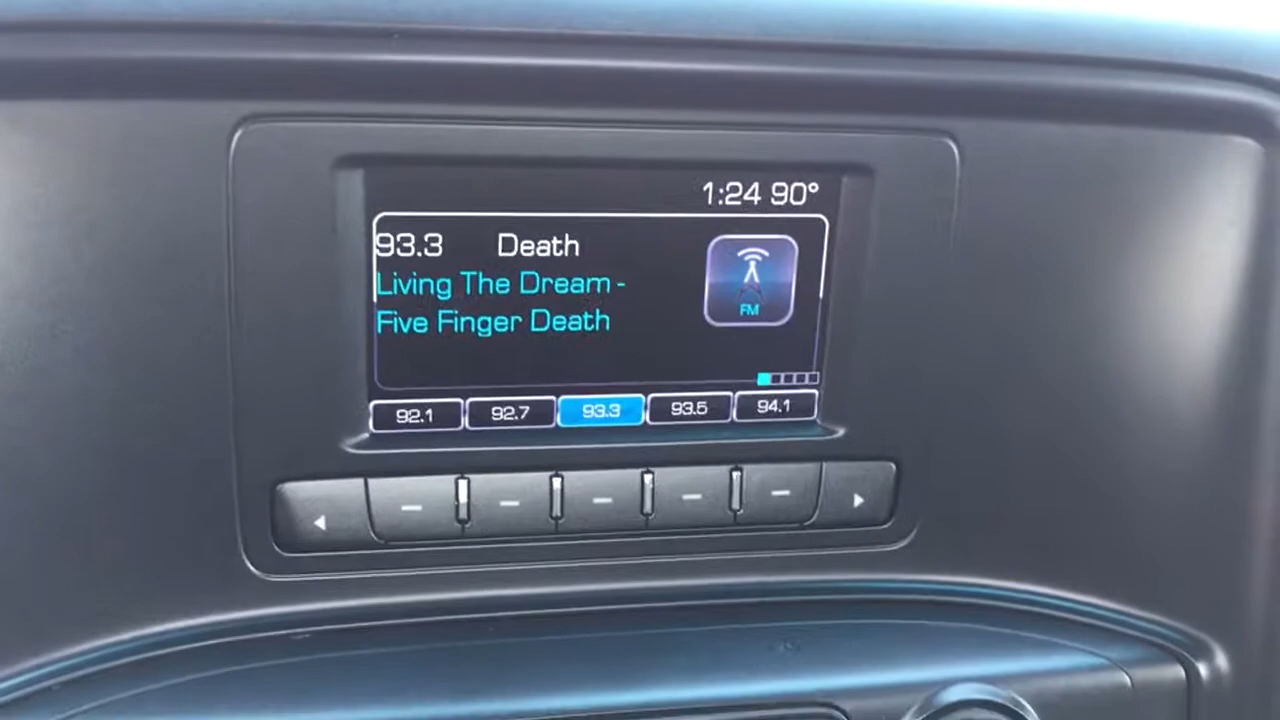 1:24 90°
93.3 Death
Living The Dream -
Five Finger Death
FM
92.1 92.7 93.3 93.5 94.1